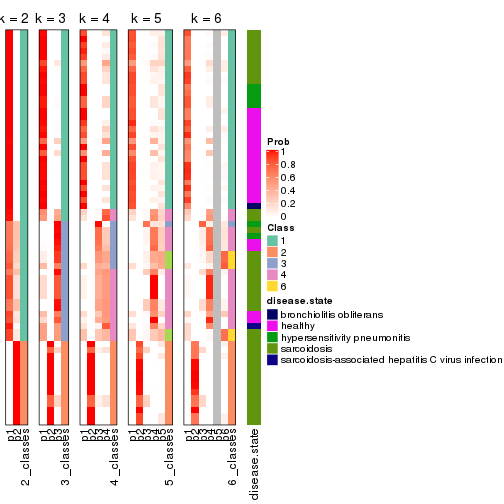 k = 2 k = 3 k = 4 k = 5 k = 6
Prob
1
0.8
0.6
0.4
0.2
0
Class
1
2
3
4
6
disease.state
bronchiolitis obliterans
healthy
hypersensitivity pneumonitis
sarcoidosis
sarcoidosis-associated hepatitis C virus infection
p1
p2
2_classes
p1
p2
p3
3_classes
p1
p2
p3
p4
4_classes
p1
p2
p3
p4
p5
5_classes
p1
p2
p3
p4
p5
p6
6_classes
disease.state